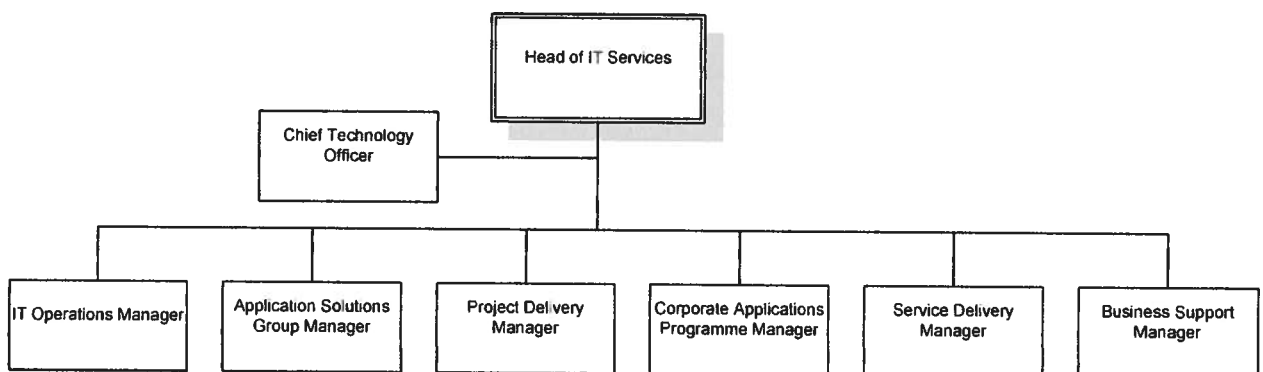 Head of IT Services
Chief Technology
Officer
IT Operations Manager
Application Solutions
Group Manager
Project Delivery
Manager
Corporate Applications
Programme Manager
Service Delivery
Manager
Business Support
Manager